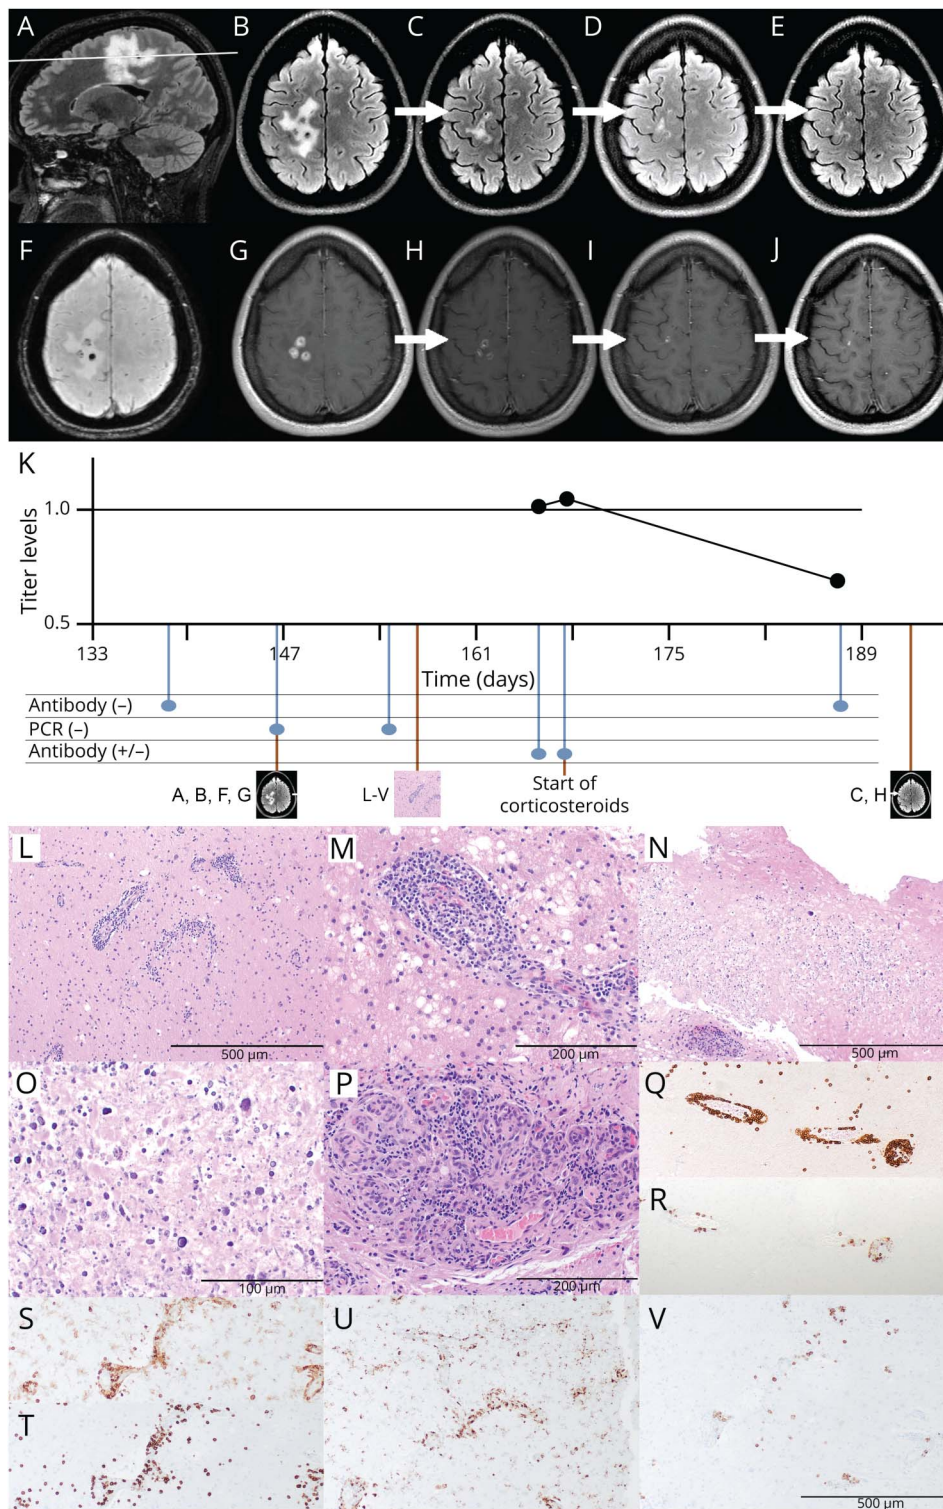 A
B
C
D
E
F
G
H
I
J
K
Titer levels
1.0
0.5
133
147
161
175
189
Time (days)
Antibody (–)
PCR (–)
Antibody (+/–)
A, B, F, G
L-V
Start of
corticosteroids
C, H
L
500 µm
M
200 µm
N
500 µm
O
100 µm
P
200 µm
Q
R
S
T
U
V
500 µm